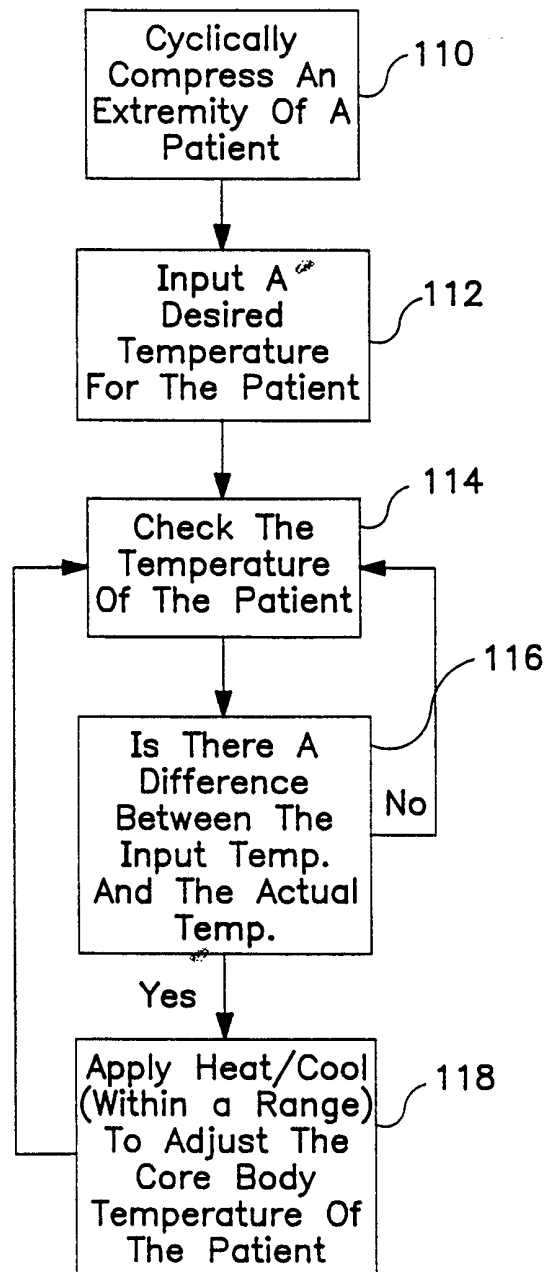 Cyclically
Compress An
Extremity Of A
Patient
110
Input A
Desired
Temperature
For The Patient
112
114
Check The
Temperature
Of The Patient
116
Is There A
Difference
Between The
Input Temp.
And The Actual
Temp.
No
Yes
Apply Heat/Cool
(Within a Range)
To Adjust The
Core Body
Temperature Of
The Patient
118